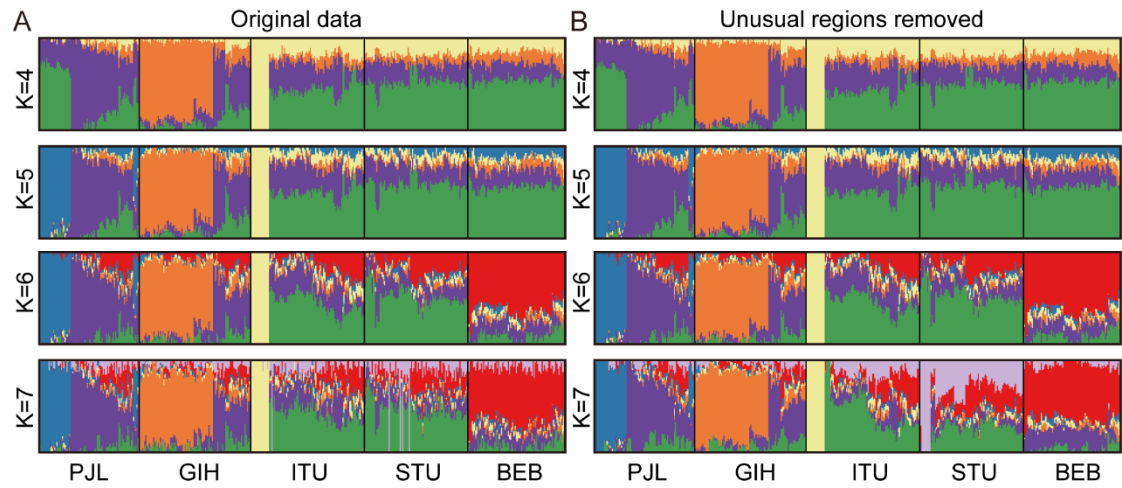 A Original data B Unusual regions removed
K=4 K=4
K=5 K=5
K=6 K=6
K=7 K=7
PJL GIH ITU STU BEB PJL GIH ITU STU BEB